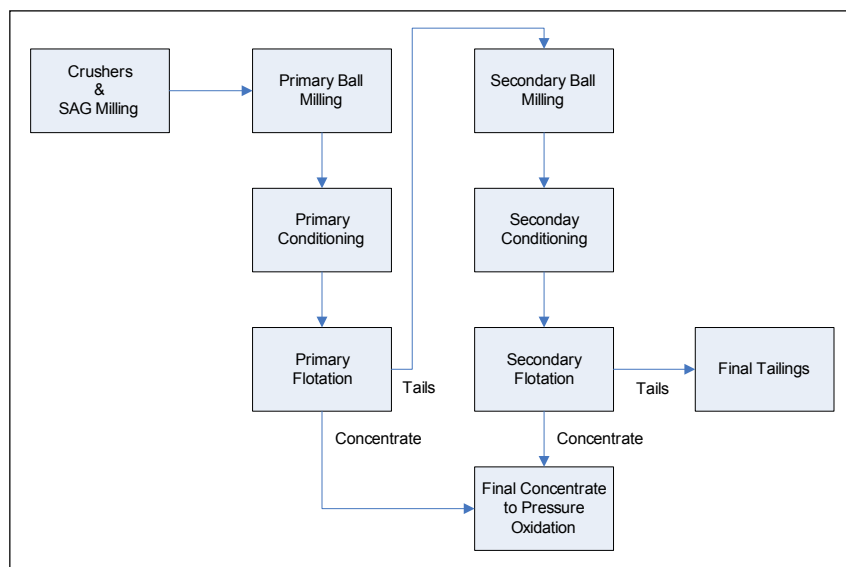 Crushers
&
SAG Milling
Primary Ball
Milling
Secondary Ball
Milling
Primary
Conditioning
Seconday
Conditioning
Primary
Flotation
Tails
Secondary
Flotation
Tails
Final Tailings
Concentrate
Concentrate
Final Concentrate
to Pressure
Oxidation